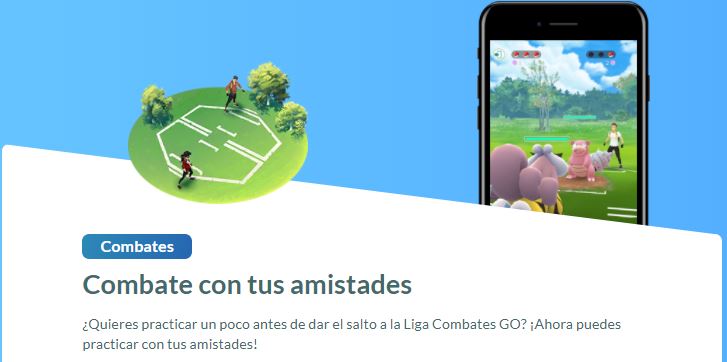 Combates
Combate con tus amistades
¿Quieres practicar un poco antes de dar el salto a la Liga Combates GO? ¡Ahora puedes
practicar con tus amistades!